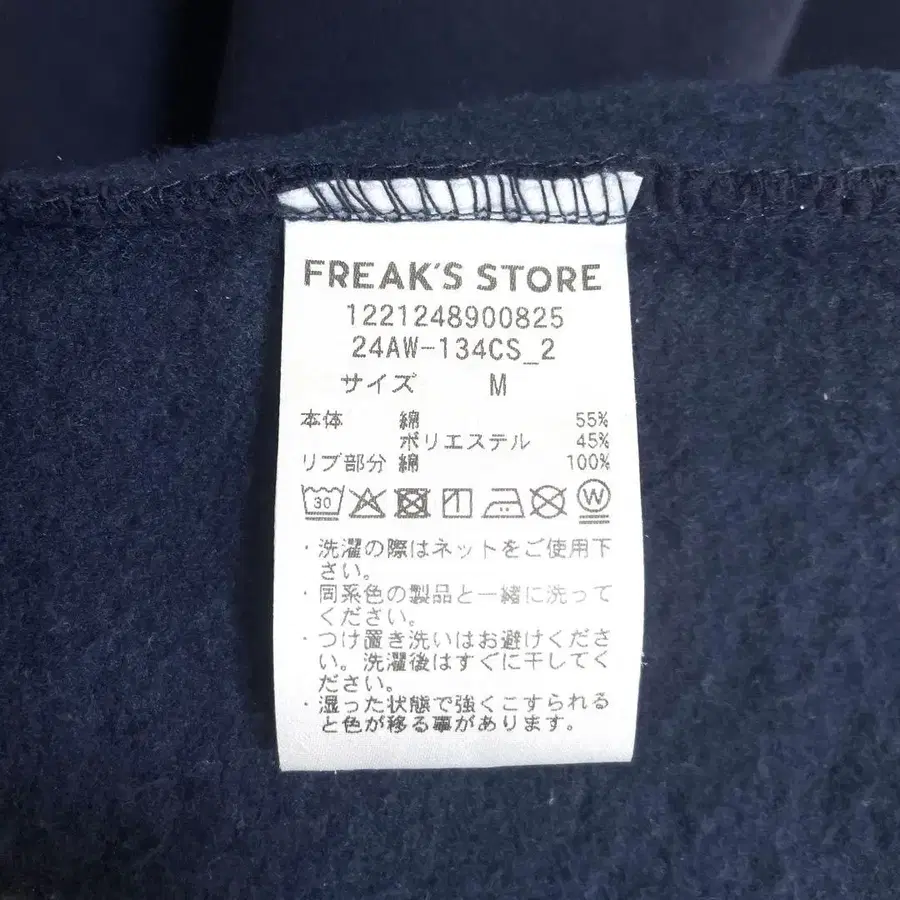 FREAK'S STORE
1221248900825
24AW-134CS_2
サイズ M
本体 綿 55%
ポリエステル 45%
リブ部分 綿 100%
30 W
・洗濯の際はネットをご使用下
さい。
・同系色の製品と一緒に洗って
ください。
・つけ置き洗いはお避けくださ
い。洗濯後はすぐに干してく
ださい。
・湿った状態で強くこすられる
と色が移る事があります。